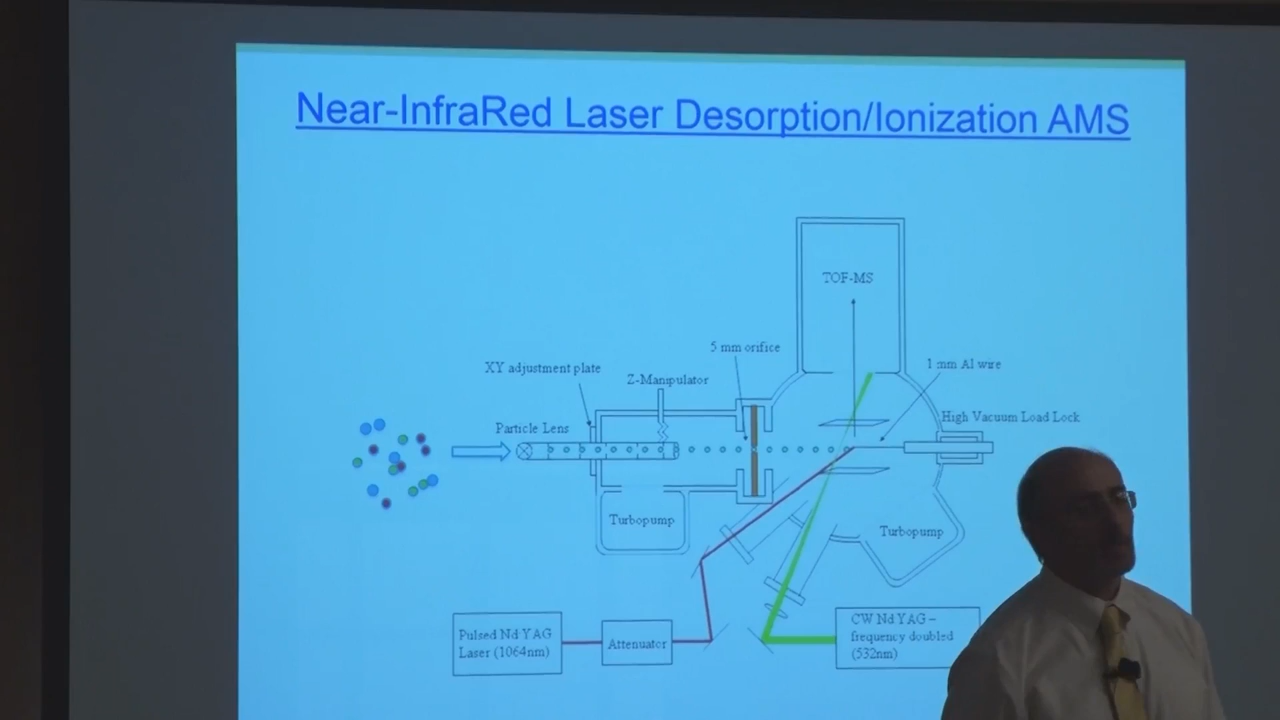 Near-InfraRed Laser Desorption/Ionization AMS
TOF-MS
5 mm orifice
XY adjustment plate
Z-Manipulator
1 mm Al wire
High Vacuum Load Lock
Particle Lens
Turbopump
Turbopump
Pulsed Nd YAG
Laser (1064nm)
Attenuator
CW Nd YAG –
frequency doubled
(532nm)